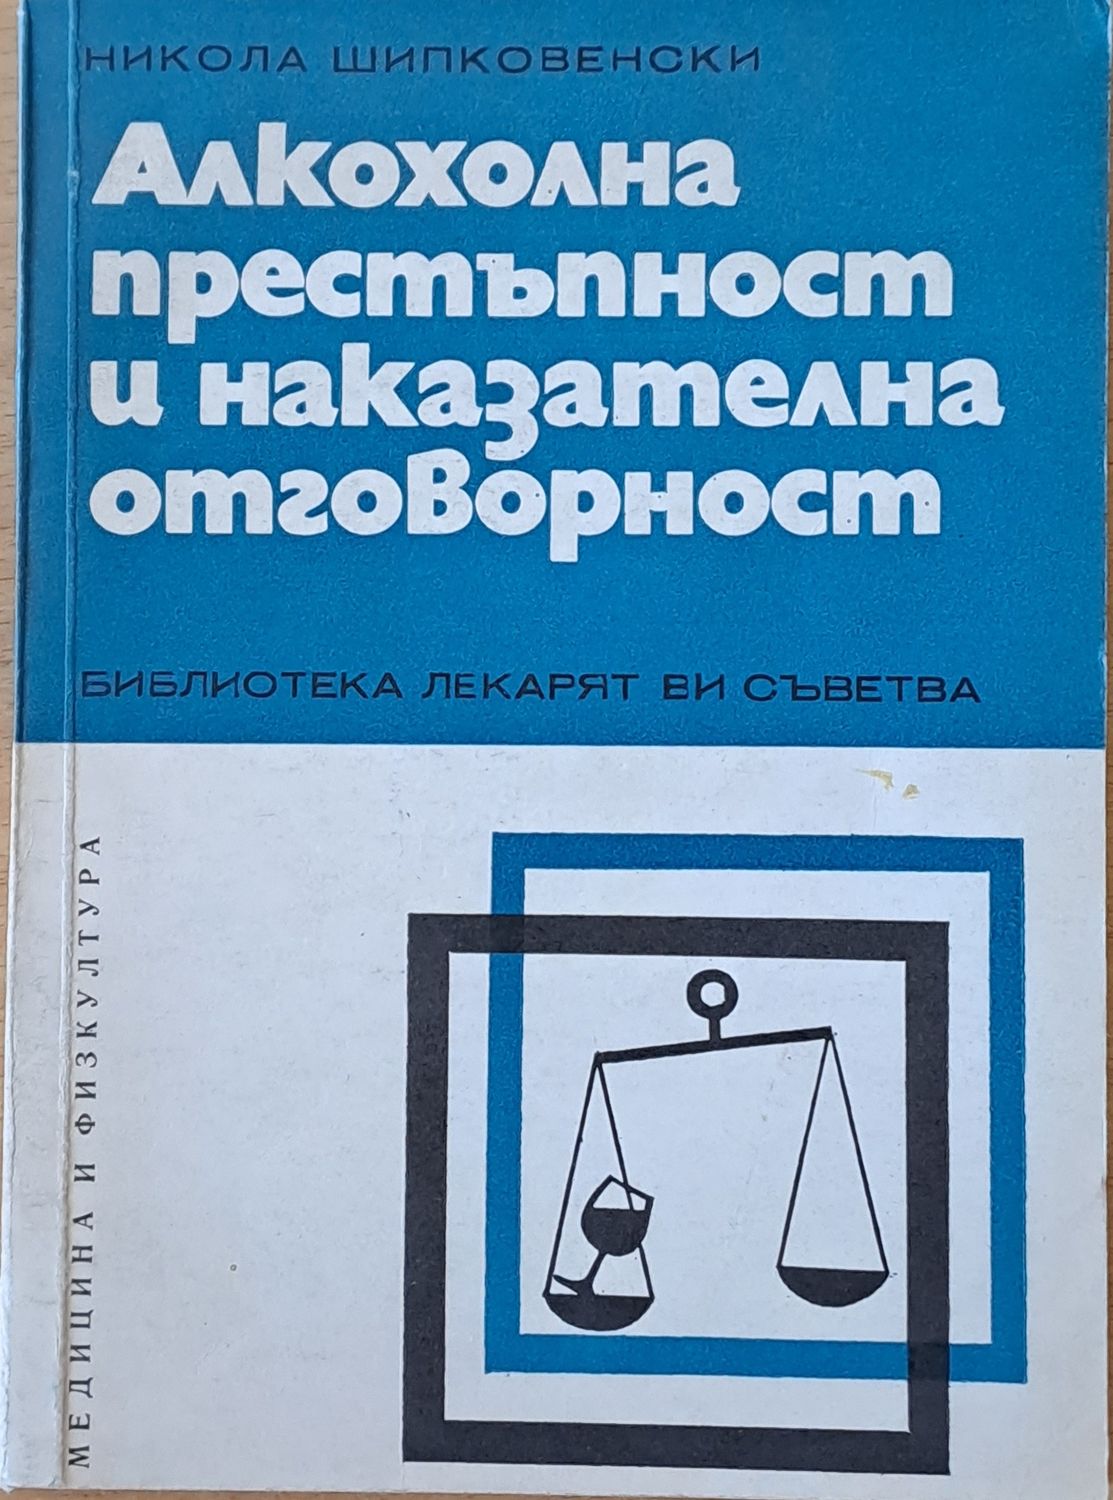 НИКОЛА ШИПКОВЕНСКИ
Алкохолна
престъпност
и наказателна
отговорност
БИБЛИОТЕКА ЛЕКАРЯТ ВИ СЪВЕТВА
МЕДИЦИНА И ФИЗКУЛТУРА